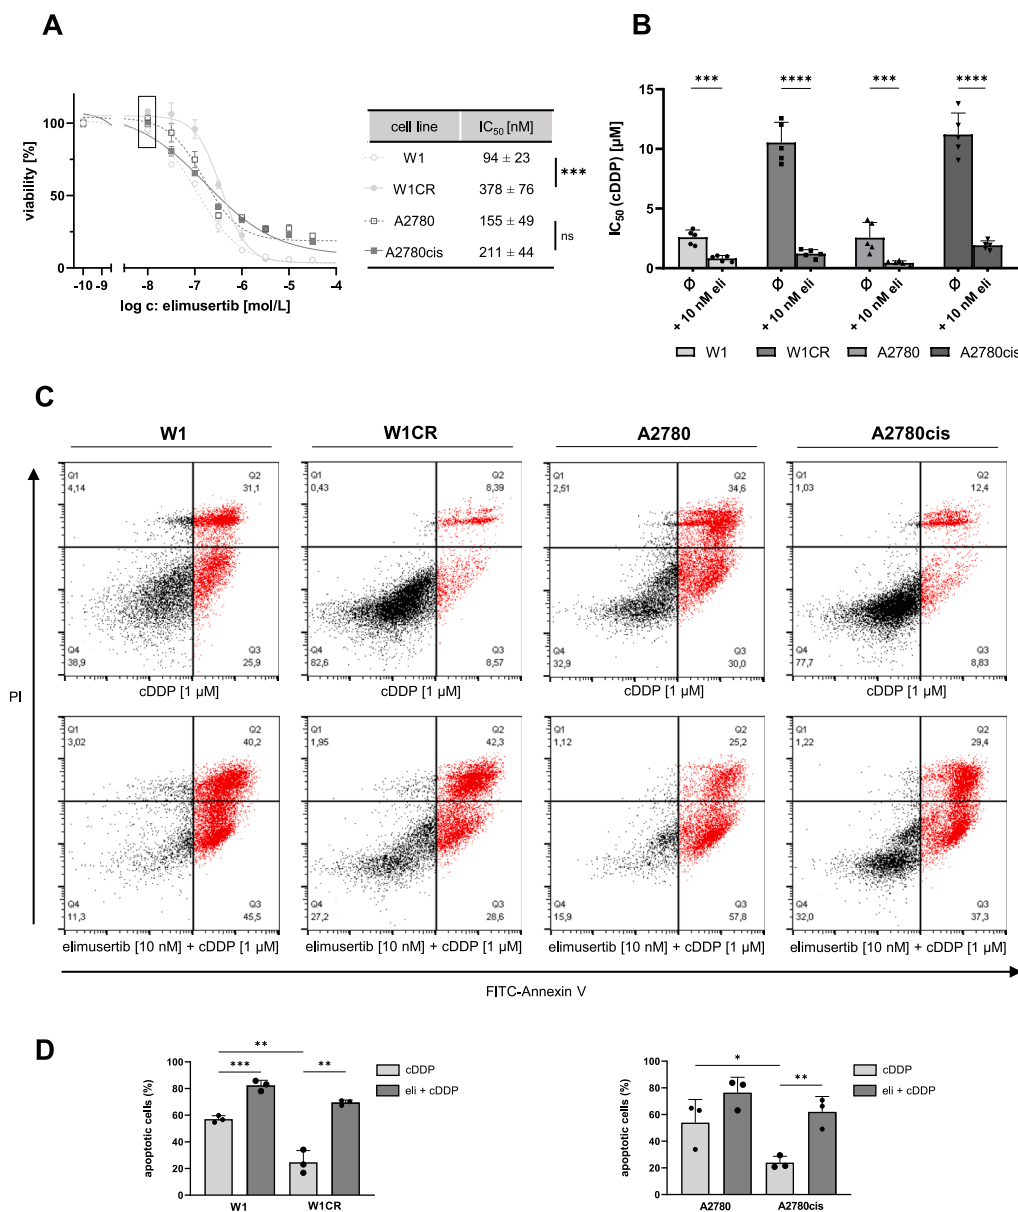 A
100
50
0
viability [%]
-10 -9 -8 -7 -6 -5 -4
log c: elimusertib [mol/L]
cell line IC50 [nM]
W1 94 ± 23
W1CR 378 ± 76
***
A2780 155 ± 49
A2780cis 211 ± 44
ns
B
*** **** *** ****
15
10
5
0
IC50 (cDDP) [µM]
Ø + 10 nM eli Ø + 10 nM eli Ø + 10 nM eli Ø + 10 nM eli
W1 W1CR A2780 A2780cis
C
W1 W1CR A2780 A2780cis
Q1 Q2 Q1 Q2 Q1 Q2 Q1 Q2
4,14 31,1 0,43 8,39 2,51 34,6 1,03 12,4
Q4 Q3 Q4 Q3 Q4 Q3 Q4 Q3
38,9 25,9 82,6 8,57 32,9 30,0 77,7 8,83
cDDP [1 µM] cDDP [1 µM] cDDP [1 µM] cDDP [1 µM]
PI
Q1 Q2 Q1 Q2 Q1 Q2 Q1 Q2
3,02 40,2 1,95 42,3 1,12 25,2 1,22 29,4
Q4 Q3 Q4 Q3 Q4 Q3 Q4 Q3
11,3 45,5 27,2 28,6 15,9 57,8 32,0 37,3
elimusertib [10 nM] + cDDP [1 µM] elimusertib [10 nM] + cDDP [1 µM] elimusertib [10 nM] + cDDP [1 µM] elimusertib [10 nM] + cDDP [1 µM]
FITC-Annexin V
D
** *** **
100
80
60
40
20
0
apoptotic cells (%)
W1 W1CR
cDDP
eli + cDDP
* **
100
80
60
40
20
0
apoptotic cells (%)
A2780 A2780cis
cDDP
eli + cDDP